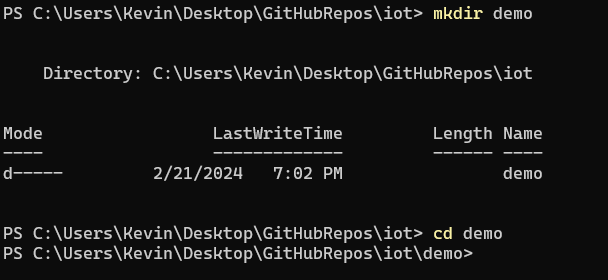 PS C:\Users\Kevin\Desktop\GitHubRepos\iot> mkdir demo
    Directory: C:\Users\Kevin\Desktop\GitHubRepos\iot
Mode                 LastWriteTime         Length Name
----                 -------------         ------ ----
d-----         2/21/2024   7:02 PM                demo
PS C:\Users\Kevin\Desktop\GitHubRepos\iot> cd demo
PS C:\Users\Kevin\Desktop\GitHubRepos\iot\demo>